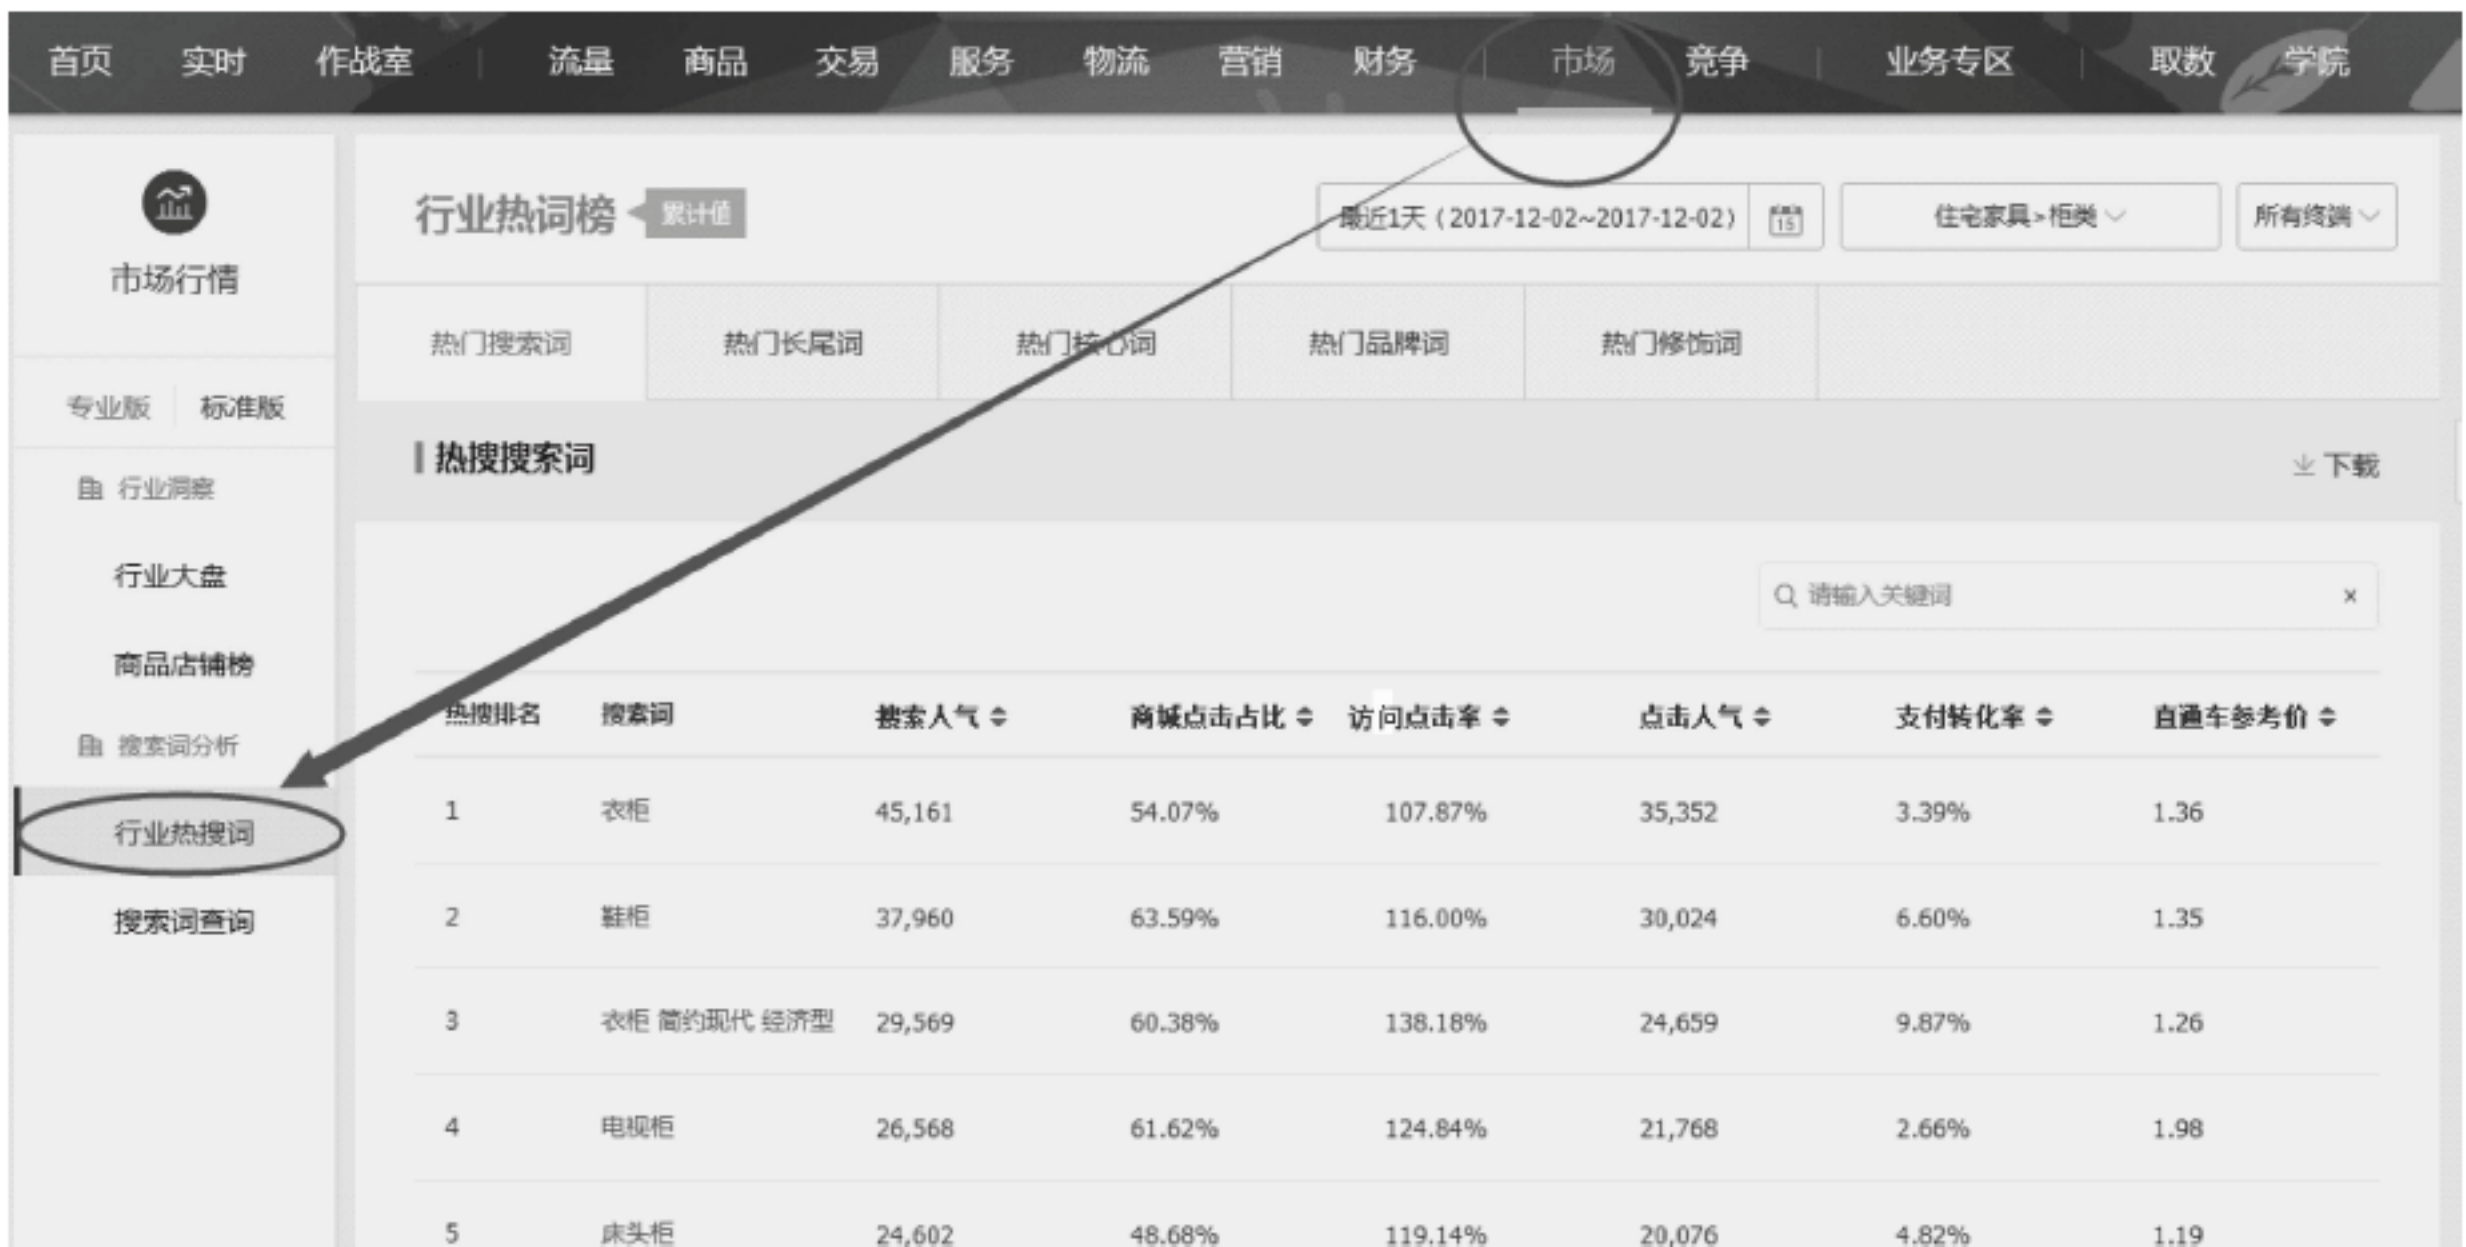 首页 实时 作战室 流量 商品 交易 服务 物流 营销 财务 市场 竞争 业务专区 取数 学院
市场行情
专业版 标准版
行业洞察
行业大盘
商品店铺榜
搜索词分析
行业热搜词
搜索词查询
行业热词榜 累计值 最近1天（2017-12-02~2017-12-02） 15 住宅家具>柜类 所有终端
热门搜索词 热门长尾词 热门核心词 热门品牌词 热门修饰词
热搜搜索词 下载
请输入关键词 ×
热搜排名 搜索词 搜索人气 商城点击占比 访问点击率 点击人气 支付转化率 直通车参考价
1 衣柜 45,161 54.07% 107.87% 35,352 3.39% 1.36
2 鞋柜 37,960 63.59% 116.00% 30,024 6.60% 1.35
3 衣柜 简约现代 经济型 29,569 60.38% 138.18% 24,659 9.87% 1.26
4 电视柜 26,568 61.62% 124.84% 21,768 2.66% 1.98
5 床头柜 24,602 48.68% 119.14% 20,076 4.82% 1.19